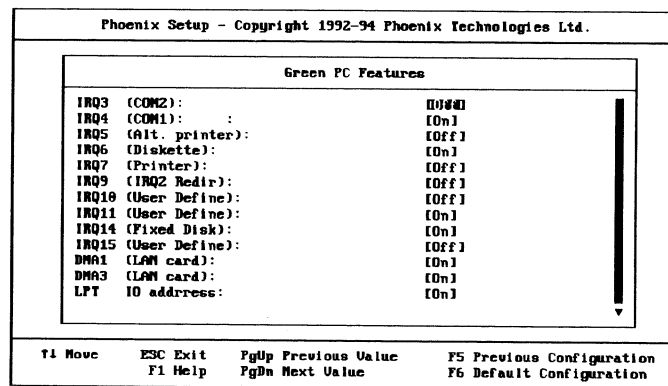 Phoenix Setup - Copyright 1992-94 Phoenix Technologies Ltd.
Green PC Features
IRQ3 (COM2):
IRQ4 (COM1): : [On]
IRQ5 (Alt. printer): [Off]
IRQ6 (Diskette): [On]
IRQ7 (Printer): [Off]
IRQ9 (IRQ2 Redir): [Off]
IRQ10 (User Define): [Off]
IRQ11 (User Define): [On]
IRQ14 (Fixed Disk): [On]
IRQ15 (User Define): [Off]
DMA1 (LAN card): [On]
DMA3 (LAN card): [On]
LPT IO addrress: [On]
↑↓ Move ESC Exit PgUp Previous Value F5 Previous Configuration
F1 Help PgDn Next Value F6 Default Configuration